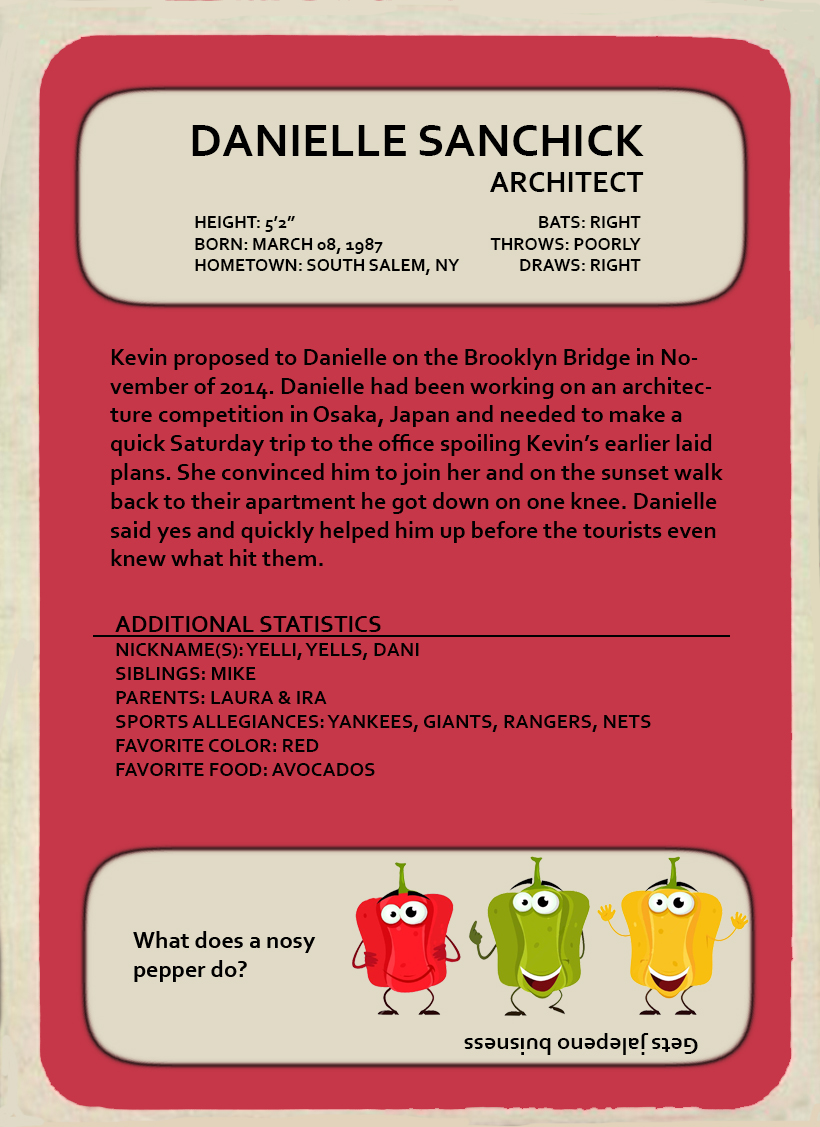 DANIELLE SANCHICK
ARCHITECT
HEIGHT: 5'2"
BORN: MARCH 08, 1987
HOMETOWN: SOUTH SALEM, NY
BATS: RIGHT
THROWS: POORLY
DRAWS: RIGHT
Kevin proposed to Danielle on the Brooklyn Bridge in No-
vember of 2014. Danielle had been working on an architec-
ture competition in Osaka, Japan and needed to make a
quick Saturday trip to the office spoiling Kevin's earlier laid
plans. She convinced him to join her and on the sunset walk
back to their apartment he got down on one knee. Danielle
said yes and quickly helped him up before the tourists even
knew what hit them.
ADDITIONAL STATISTICS
NICKNAME(S): YELLI, YELLS, DANI
SIBLINGS: MIKE
PARENTS: LAURA & IRA
SPORTS ALLEGIANCES: YANKEES, GIANTS, RANGERS, NETS
FAVORITE COLOR: RED
FAVORITE FOOD: AVOCADOS
What does a nosy
pepper do?
Gets jalepeno buisness